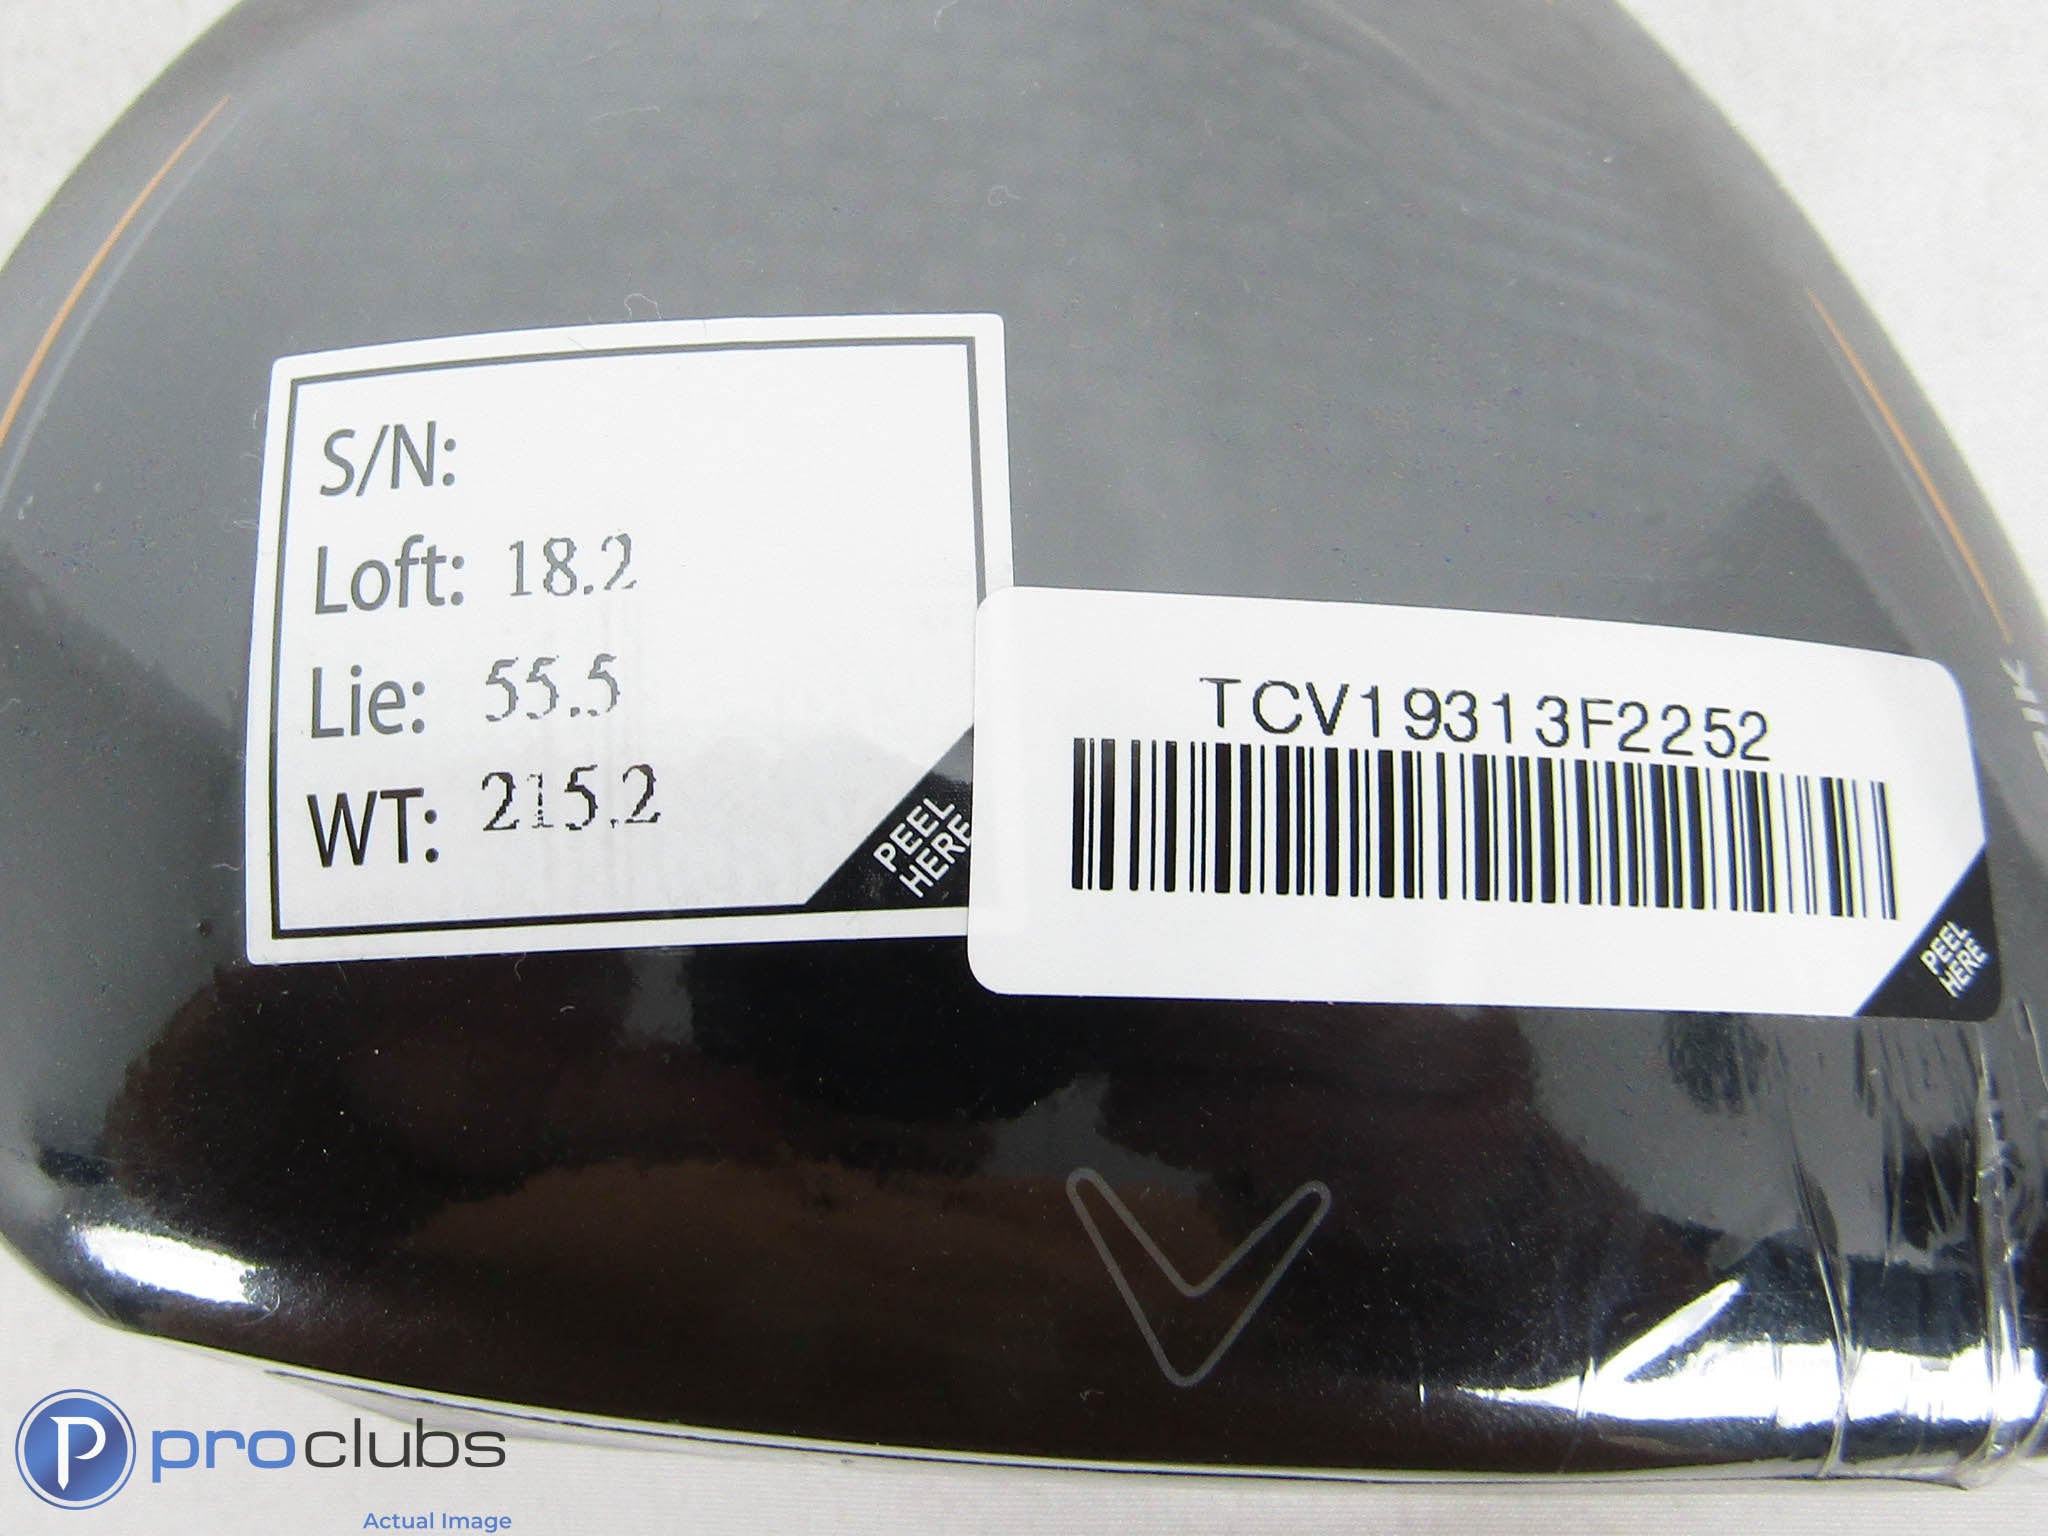 S/N:
Loft: 18.2
Lie: 55.5
WT: 215.2
PEEL
HERE
TCV19313F2252
PEEL
HERE
proclubs
Actual Image